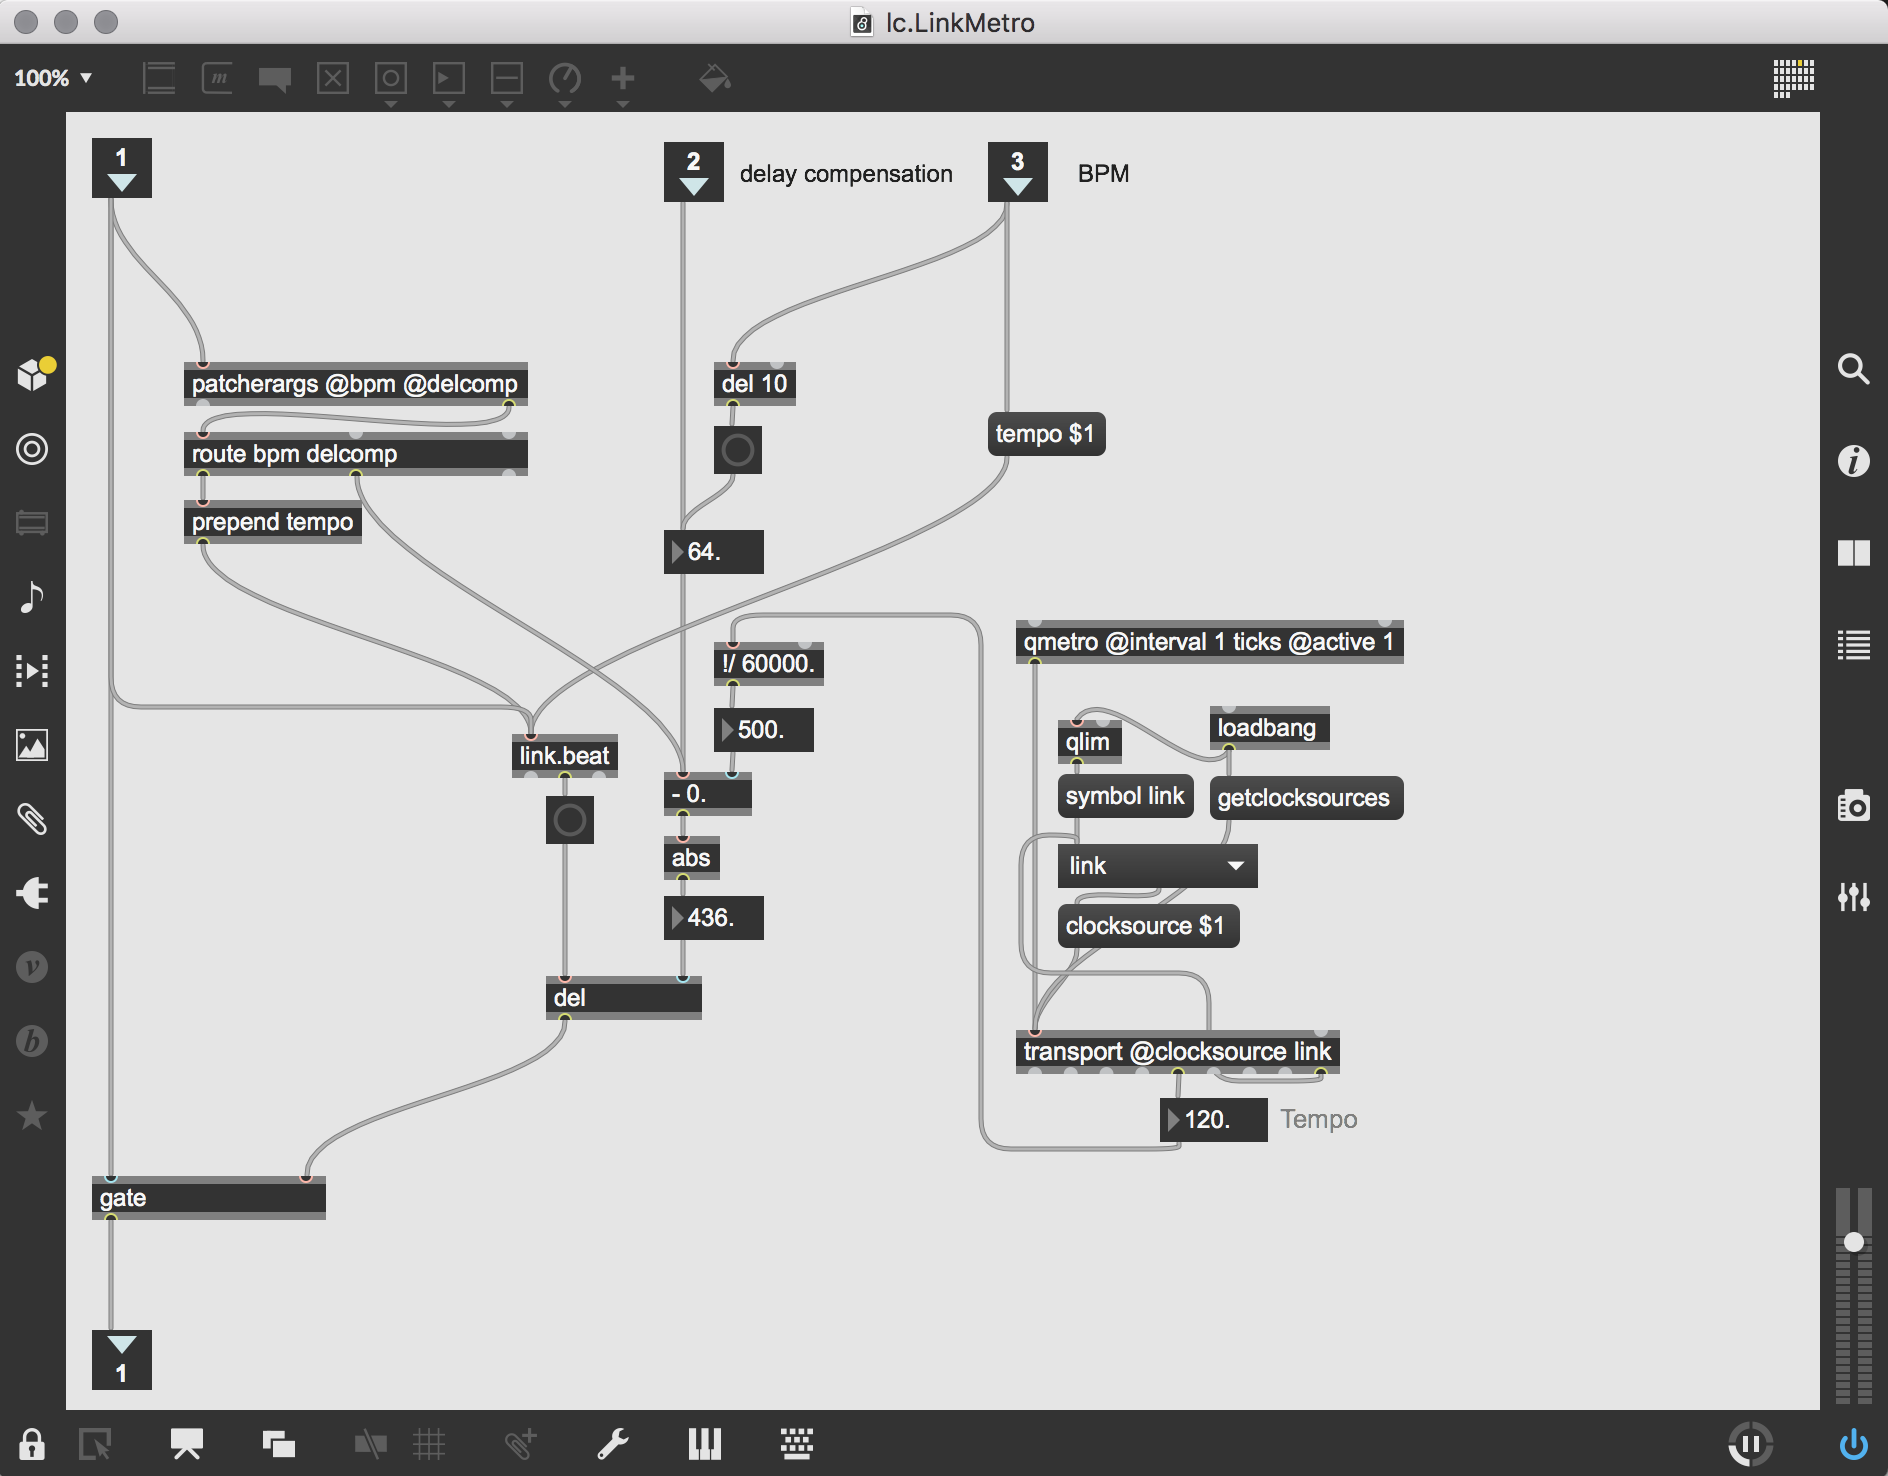 lc.LinkMetro
100%
1
2
delay compensation
3
BPM
patcherargs @bpm @delcomp
del 10
route bpm delcomp
tempo $1
prepend tempo
64.
!/ 60000.
qmetro @interval 1 ticks @active 1
500.
loadbang
qlim
link.beat
- 0.
symbol link
getclocksources
abs
link
436.
clocksource $1
del
transport @clocksource link
120.
Tempo
gate
1